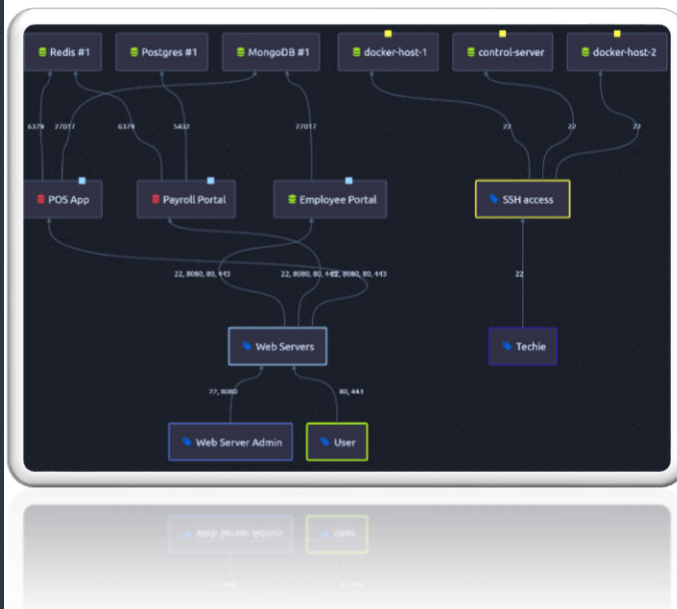 Redis #1
Postgres #1
MongoDB #1
docker-host-1
control-server
docker-host-2
6379
27017
6379
5432
27017
22
22
22
POS App
Payroll Portal
Employee Portal
SSH access
22, 8080, 80, 443
22, 8080, 80, 443
22, 8080, 80, 443
22
Web Servers
Techie
22, 8080
80, 443
Web Server Admin
User